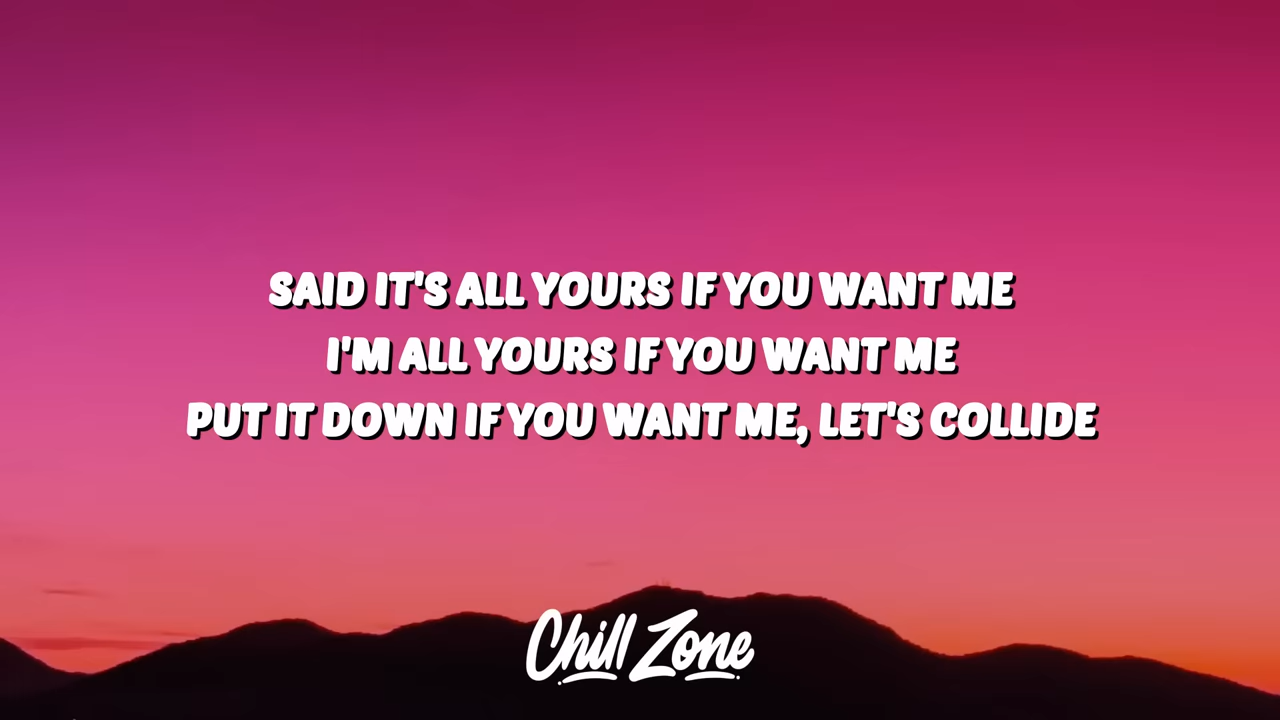 SAID IT'S ALL YOURS IF YOU WANT ME
I'M ALL YOURS IF YOU WANT ME
PUT IT DOWN IF YOU WANT ME, LET'S COLLIDE
Chill Zone